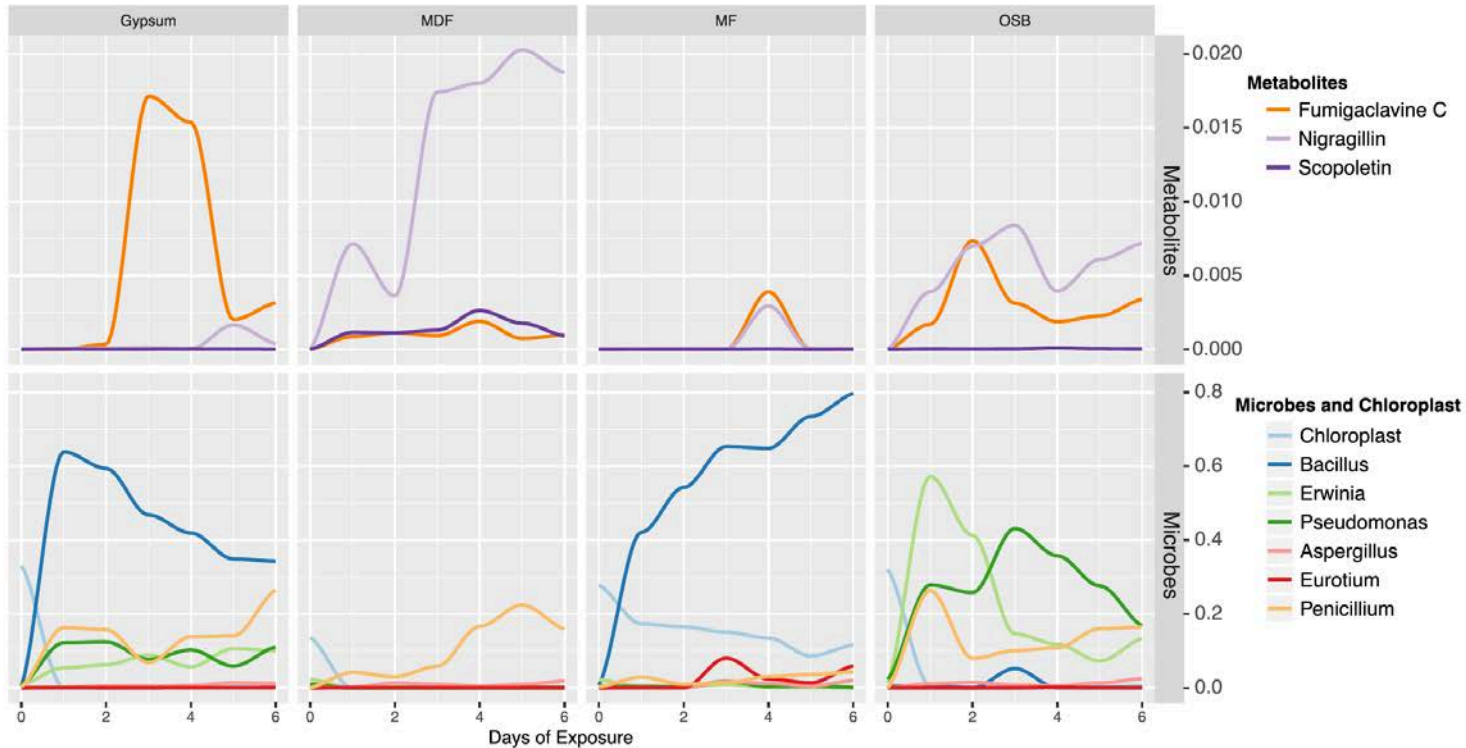 Gypsum MDF MF OSB
0.020
0.015
0.010
0.005
0.000
Metabolites
Metabolites
Fumigaclavine C
Nigragillin
Scopoletin
0.8
0.6
0.4
0.2
0.0
Microbes
Microbes and Chloroplast
Chloroplast
Bacillus
Erwinia
Pseudomonas
Aspergillus
Eurotium
Penicillium
0 2 4 6 0 2 4 6 0 2 4 6 0 2 4 6
Days of Exposure